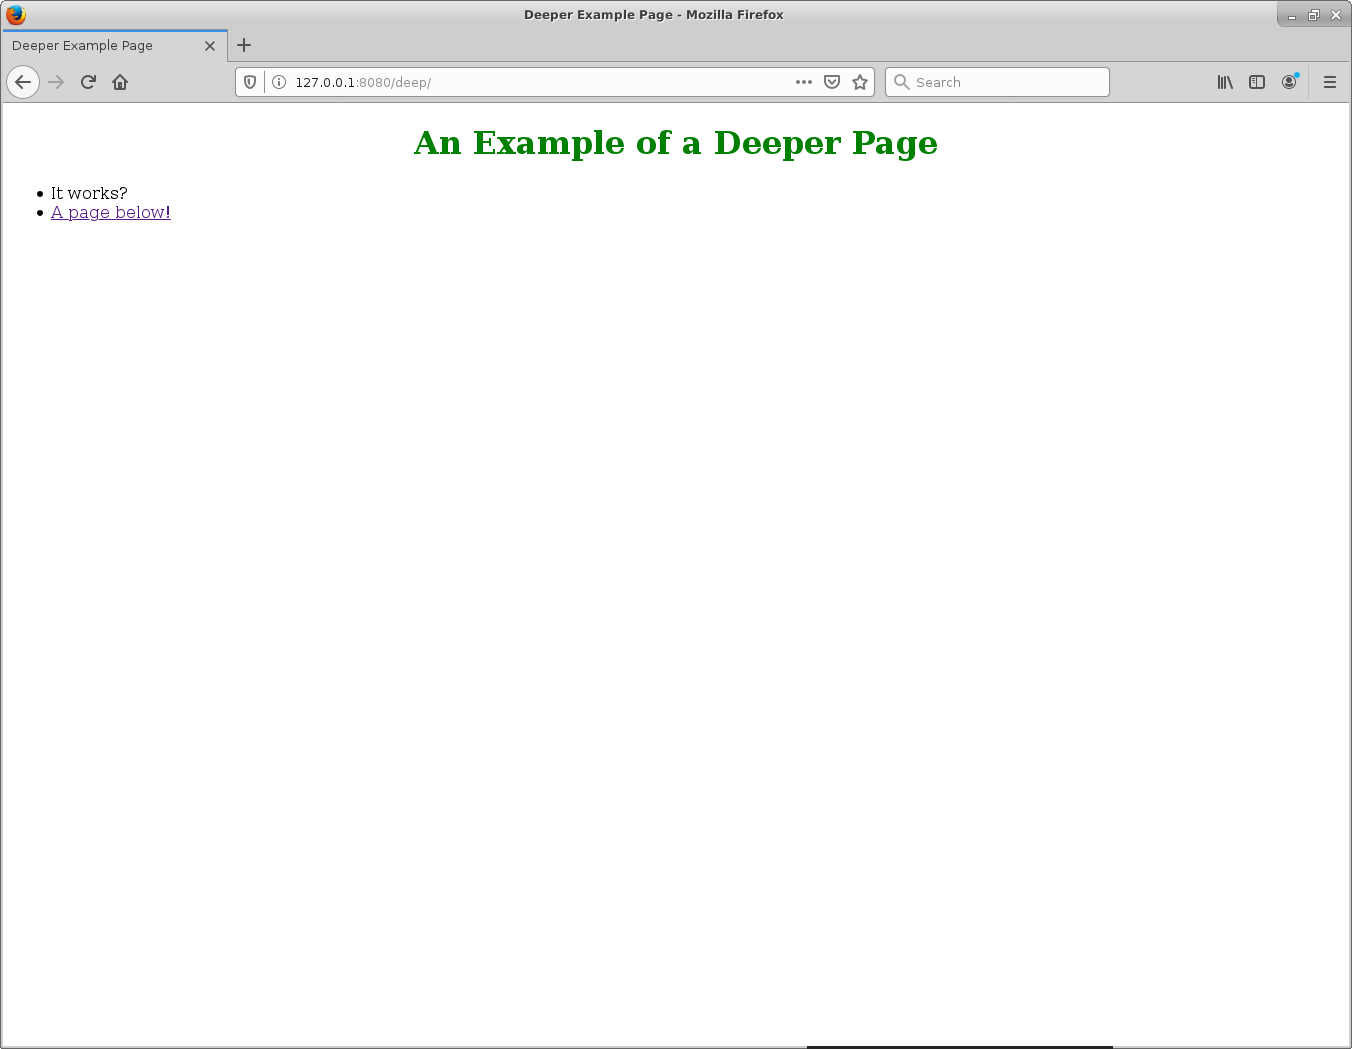 Deeper Example Page - Mozilla Firefox
Deeper Example Page
127.0.0.1:8080/deep/
Search
An Example of a Deeper Page
It works?
A page below!